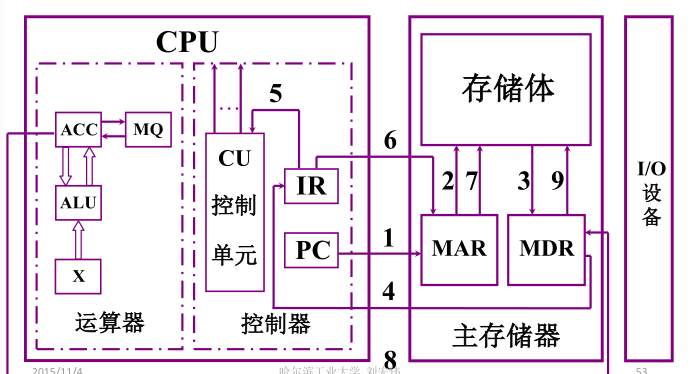 CPU
存储体
5
ACC
MQ
CU
控制
单元
6
IR
2
7
3
9
I/O
设
备
ALU
PC
1
MAR
MDR
X
4
运算器
控制器
主存储器
8
2015/11/4
哈尔滨工业大学 刘宏伟
53